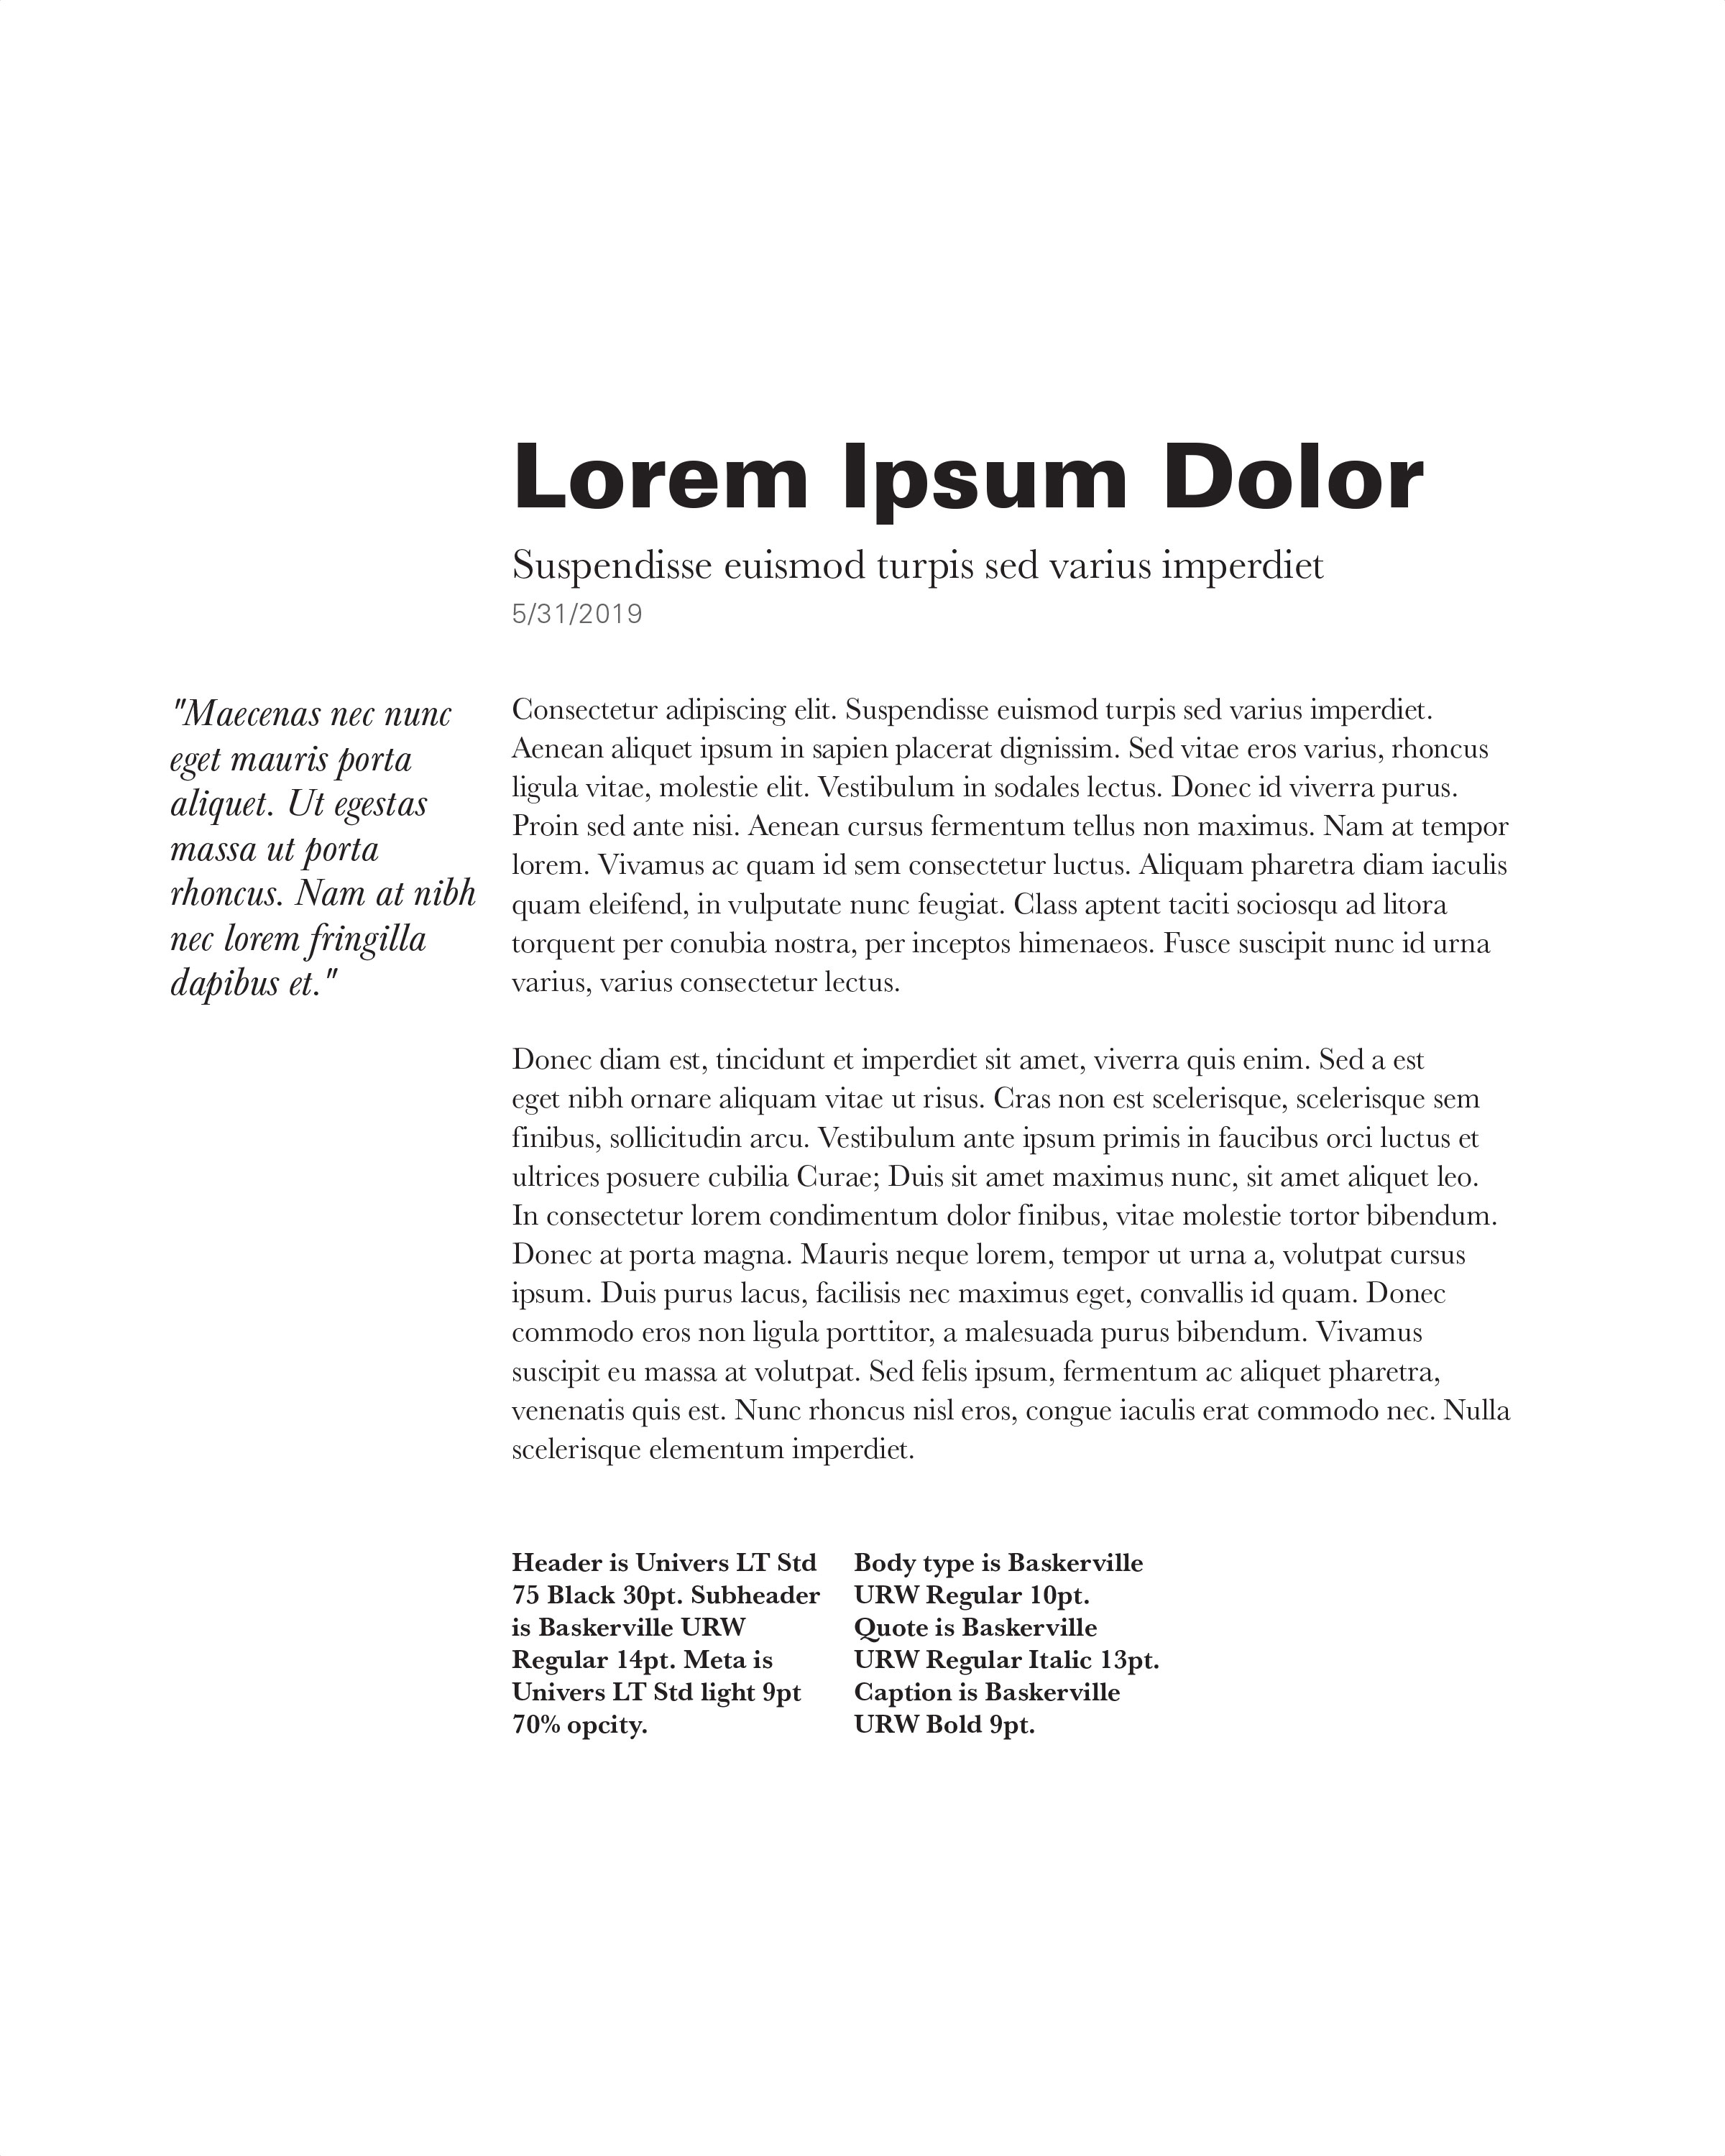 Lorem Ipsum Dolor
Suspendisse euismod turpis sed varius imperdiet
5/31/2019
"Maecenas nec nunc
eget mauris porta
aliquet. Ut egestas
massa ut porta
rhoncus. Nam at nibh
nec lorem fringilla
dapibus et."
Consectetur adipiscing elit. Suspendisse euismod turpis sed varius imperdiet.
Aenean aliquet ipsum in sapien placerat dignissim. Sed vitae eros varius, rhoncus
ligula vitae, molestie elit. Vestibulum in sodales lectus. Donec id viverra purus.
Proin sed ante nisi. Aenean cursus fermentum tellus non maximus. Nam at tempor
lorem. Vivamus ac quam id sem consectetur luctus. Aliquam pharetra diam iaculis
quam eleifend, in vulputate nunc feugiat. Class aptent taciti sociosqu ad litora
torquent per conubia nostra, per inceptos himenaeos. Fusce suscipit nunc id urna
varius, varius consectetur lectus.
Donec diam est, tincidunt et imperdiet sit amet, viverra quis enim. Sed a est
eget nibh ornare aliquam vitae ut risus. Cras non est scelerisque, scelerisque sem
finibus, sollicitudin arcu. Vestibulum ante ipsum primis in faucibus orci luctus et
ultrices posuere cubilia Curae; Duis sit amet maximus nunc, sit amet aliquet leo.
In consectetur lorem condimentum dolor finibus, vitae molestie tortor bibendum.
Donec at porta magna. Mauris neque lorem, tempor ut urna a, volutpat cursus
ipsum. Duis purus lacus, facilisis nec maximus eget, convallis id quam. Donec
commodo eros non ligula porttitor, a malesuada purus bibendum. Vivamus
suscipit eu massa at volutpat. Sed felis ipsum, fermentum ac aliquet pharetra,
venenatis quis est. Nunc rhoncus nisl eros, congue iaculis erat commodo nec. Nulla
scelerisque elementum imperdiet.
Header is Univers LT Std
75 Black 30pt. Subheader
is Baskerville URW
Regular 14pt. Meta is
Univers LT Std light 9pt
70% opcity.
Body type is Baskerville
URW Regular 10pt.
Quote is Baskerville
URW Regular Italic 13pt.
Caption is Baskerville
URW Bold 9pt.